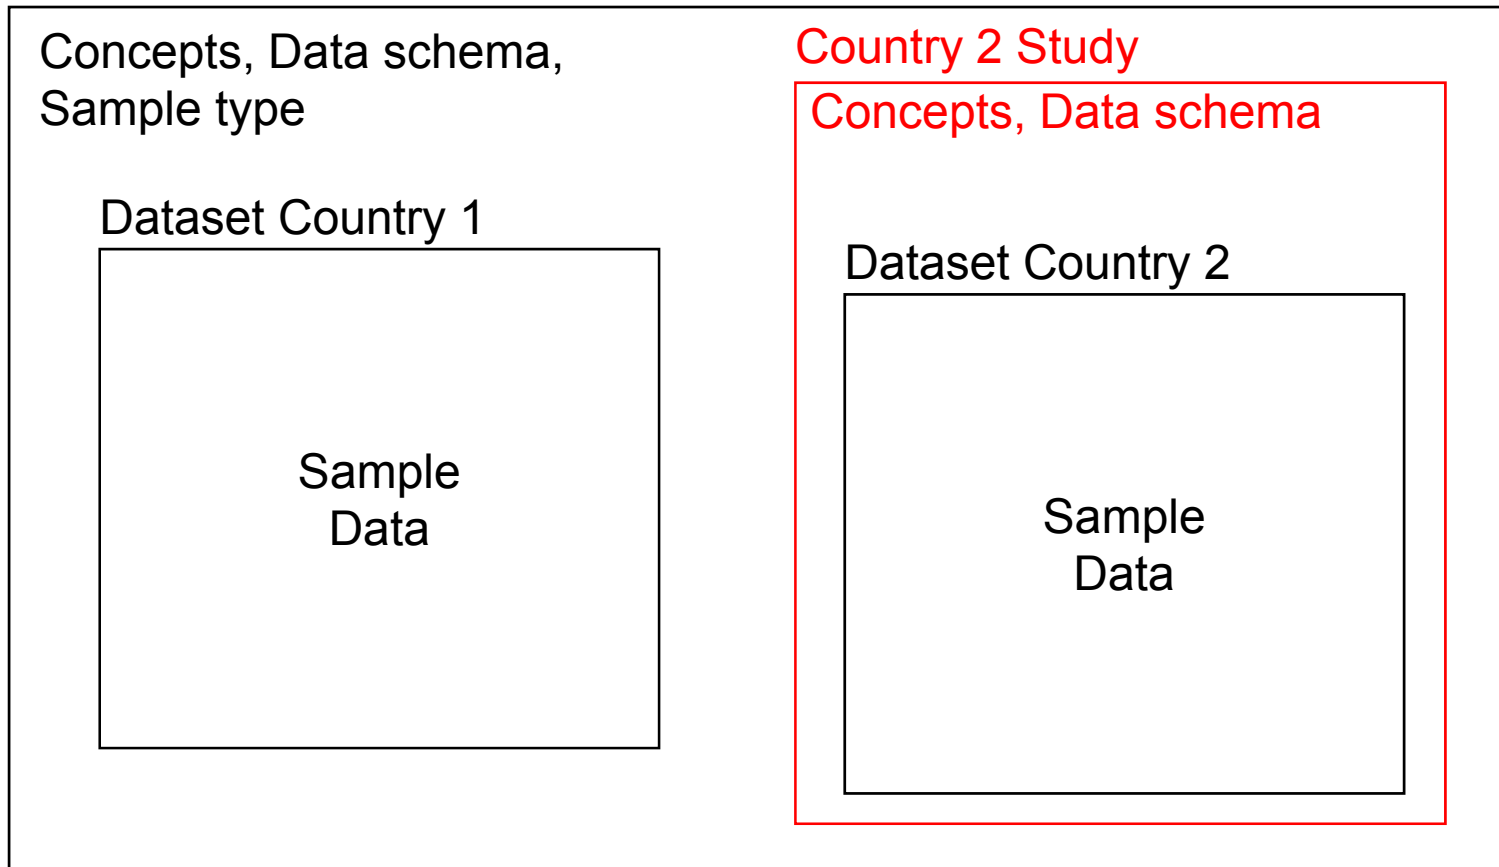 Concepts, Data schema,
Sample type
Country 2 Study
Concepts, Data schema
Dataset Country 1
Dataset Country 2
Sample
Data
Sample
Data